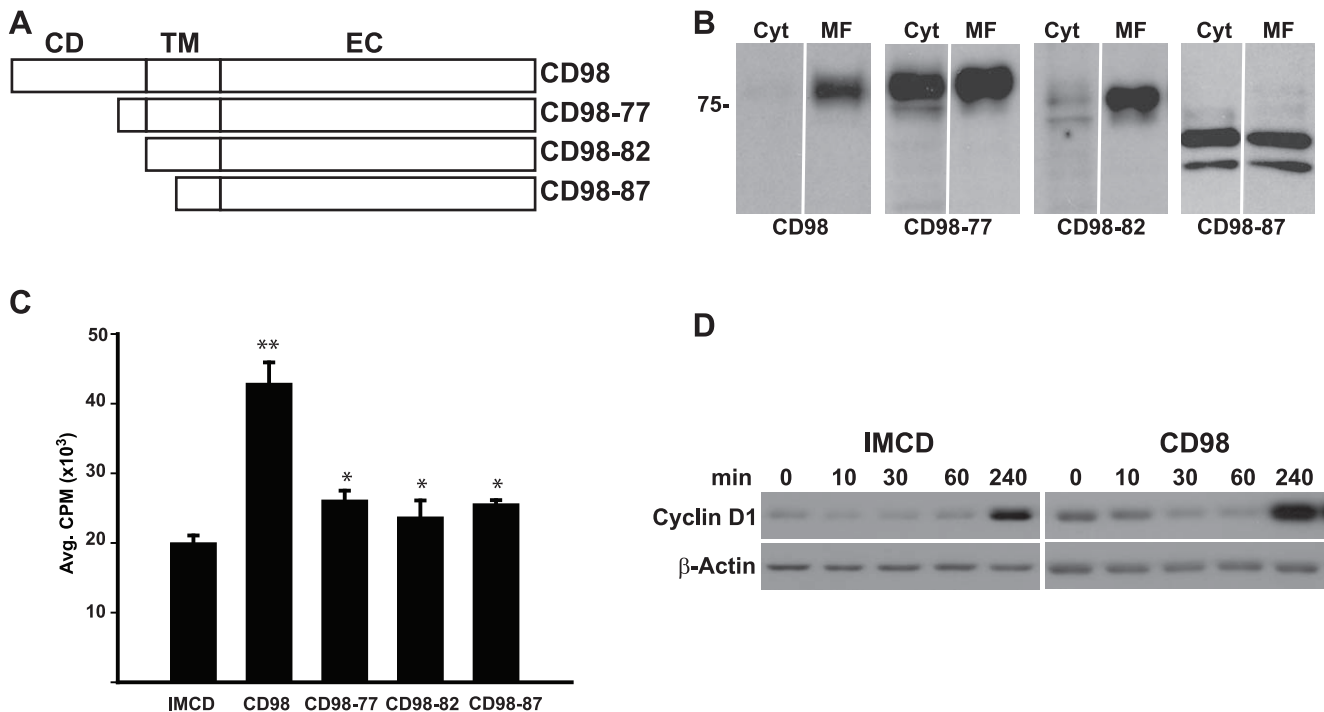 A
CD TM EC
CD98
CD98-77
CD98-82
CD98-87
B
Cyt MF Cyt MF Cyt MF Cyt MF
75-
CD98 CD98-77 CD98-82 CD98-87
C
Avg. CPM (x10³)
50
40
30
20
10
** * * *
IMCD CD98 CD98-77 CD98-82 CD98-87
D
IMCD CD98
min 0 10 30 60 240 0 10 30 60 240
Cyclin D1
β-Actin